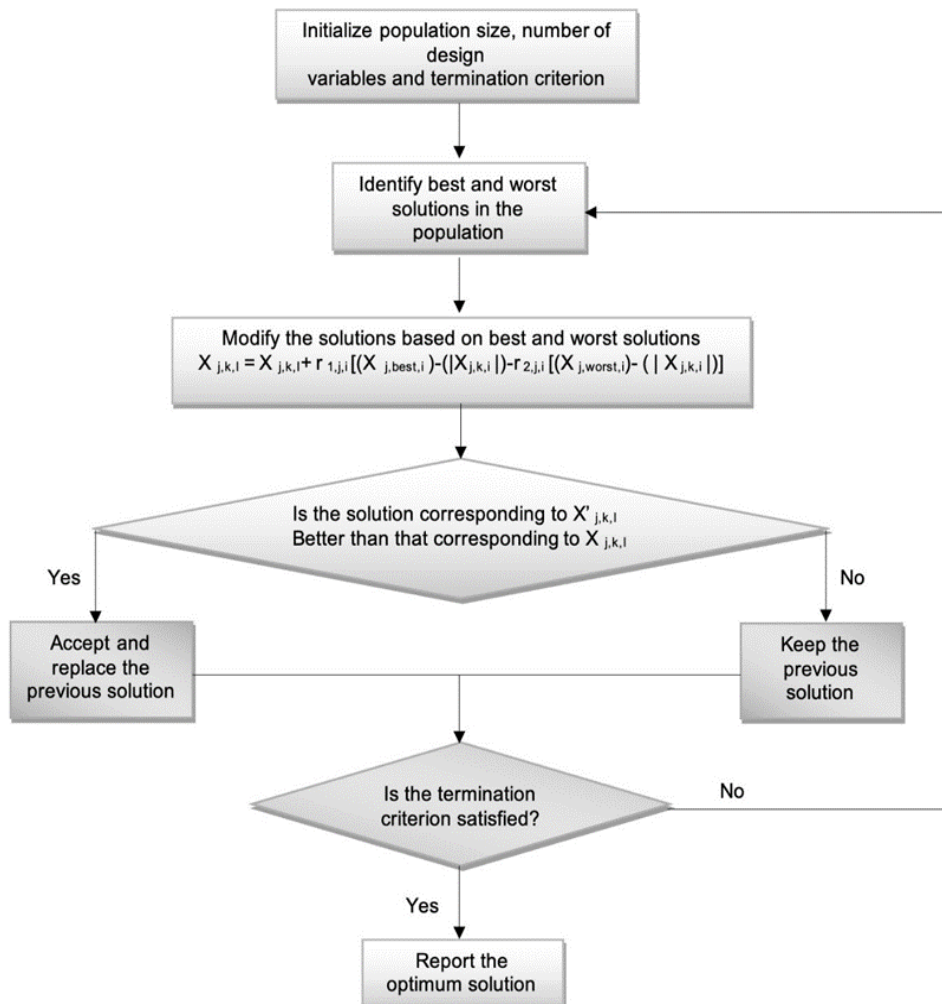 Initialize population size, number of
design
variables and termination criterion
Identify best and worst
solutions in the
population
Modify the solutions based on best and worst solutions
X j,k,I = X j,k,I+ r 1,j,i [(X j,best,i )-(|Xj,k,i |)-r2,j,i [(X j,worst,i)- ( | X j,k,i |)]
Is the solution corresponding to X' j,k,I
Better than that corresponding to X j,k,I
Yes
No
Accept and
replace the
previous solution
Keep the
previous
solution
Is the termination
criterion satisfied?
No
Yes
Report the
optimum solution